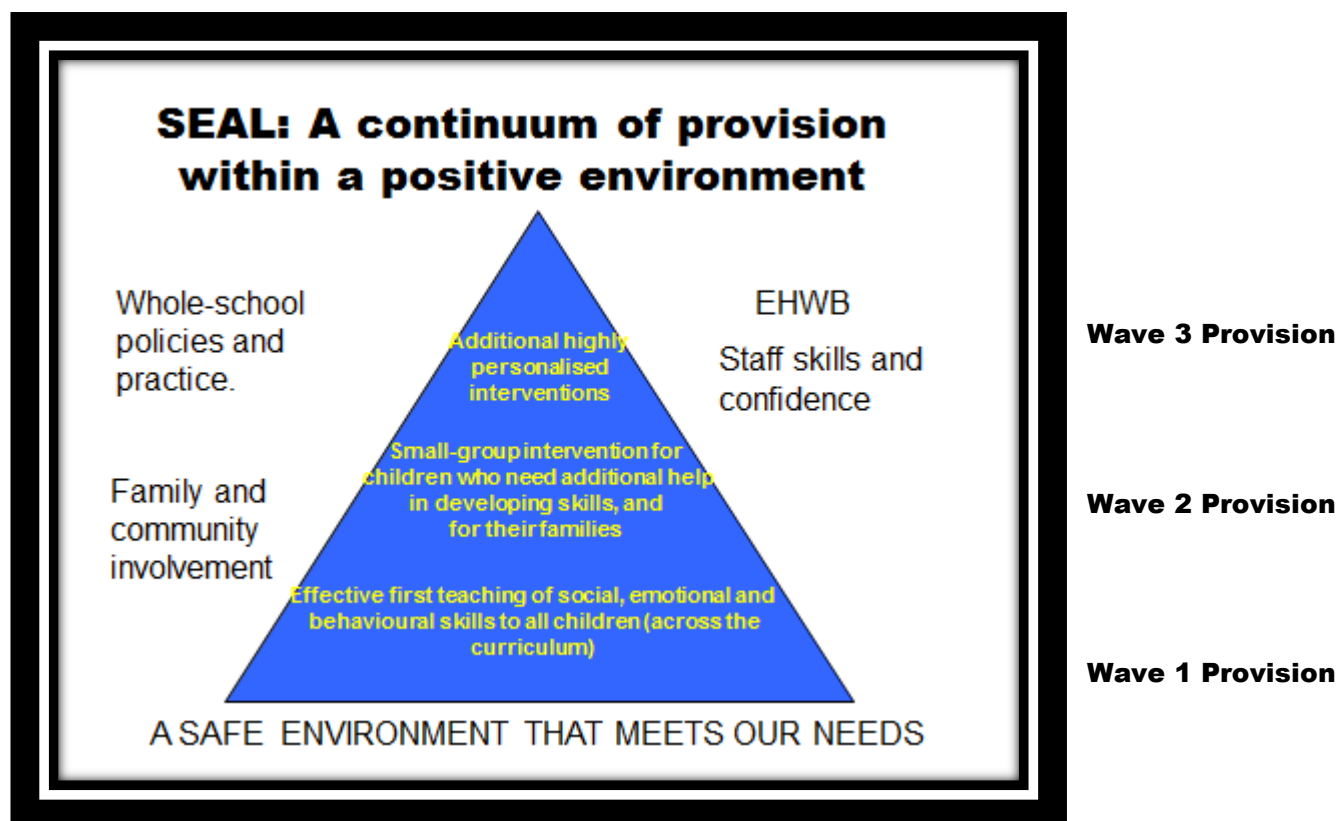 SEAL: A continuum of provision
within a positive environment
Whole-school
policies and
practice.
EHWB
Staff skills and
confidence
Additional highly
personalised
interventions
Wave 3 Provision
Family and
community
involvement
Small-group intervention for
children who need additional help
in developing skills, and
for their families
Wave 2 Provision
Effective first teaching of social, emotional and
behavioural skills to all children (across the
curriculum)
Wave 1 Provision
A SAFE ENVIRONMENT THAT MEETS OUR NEEDS